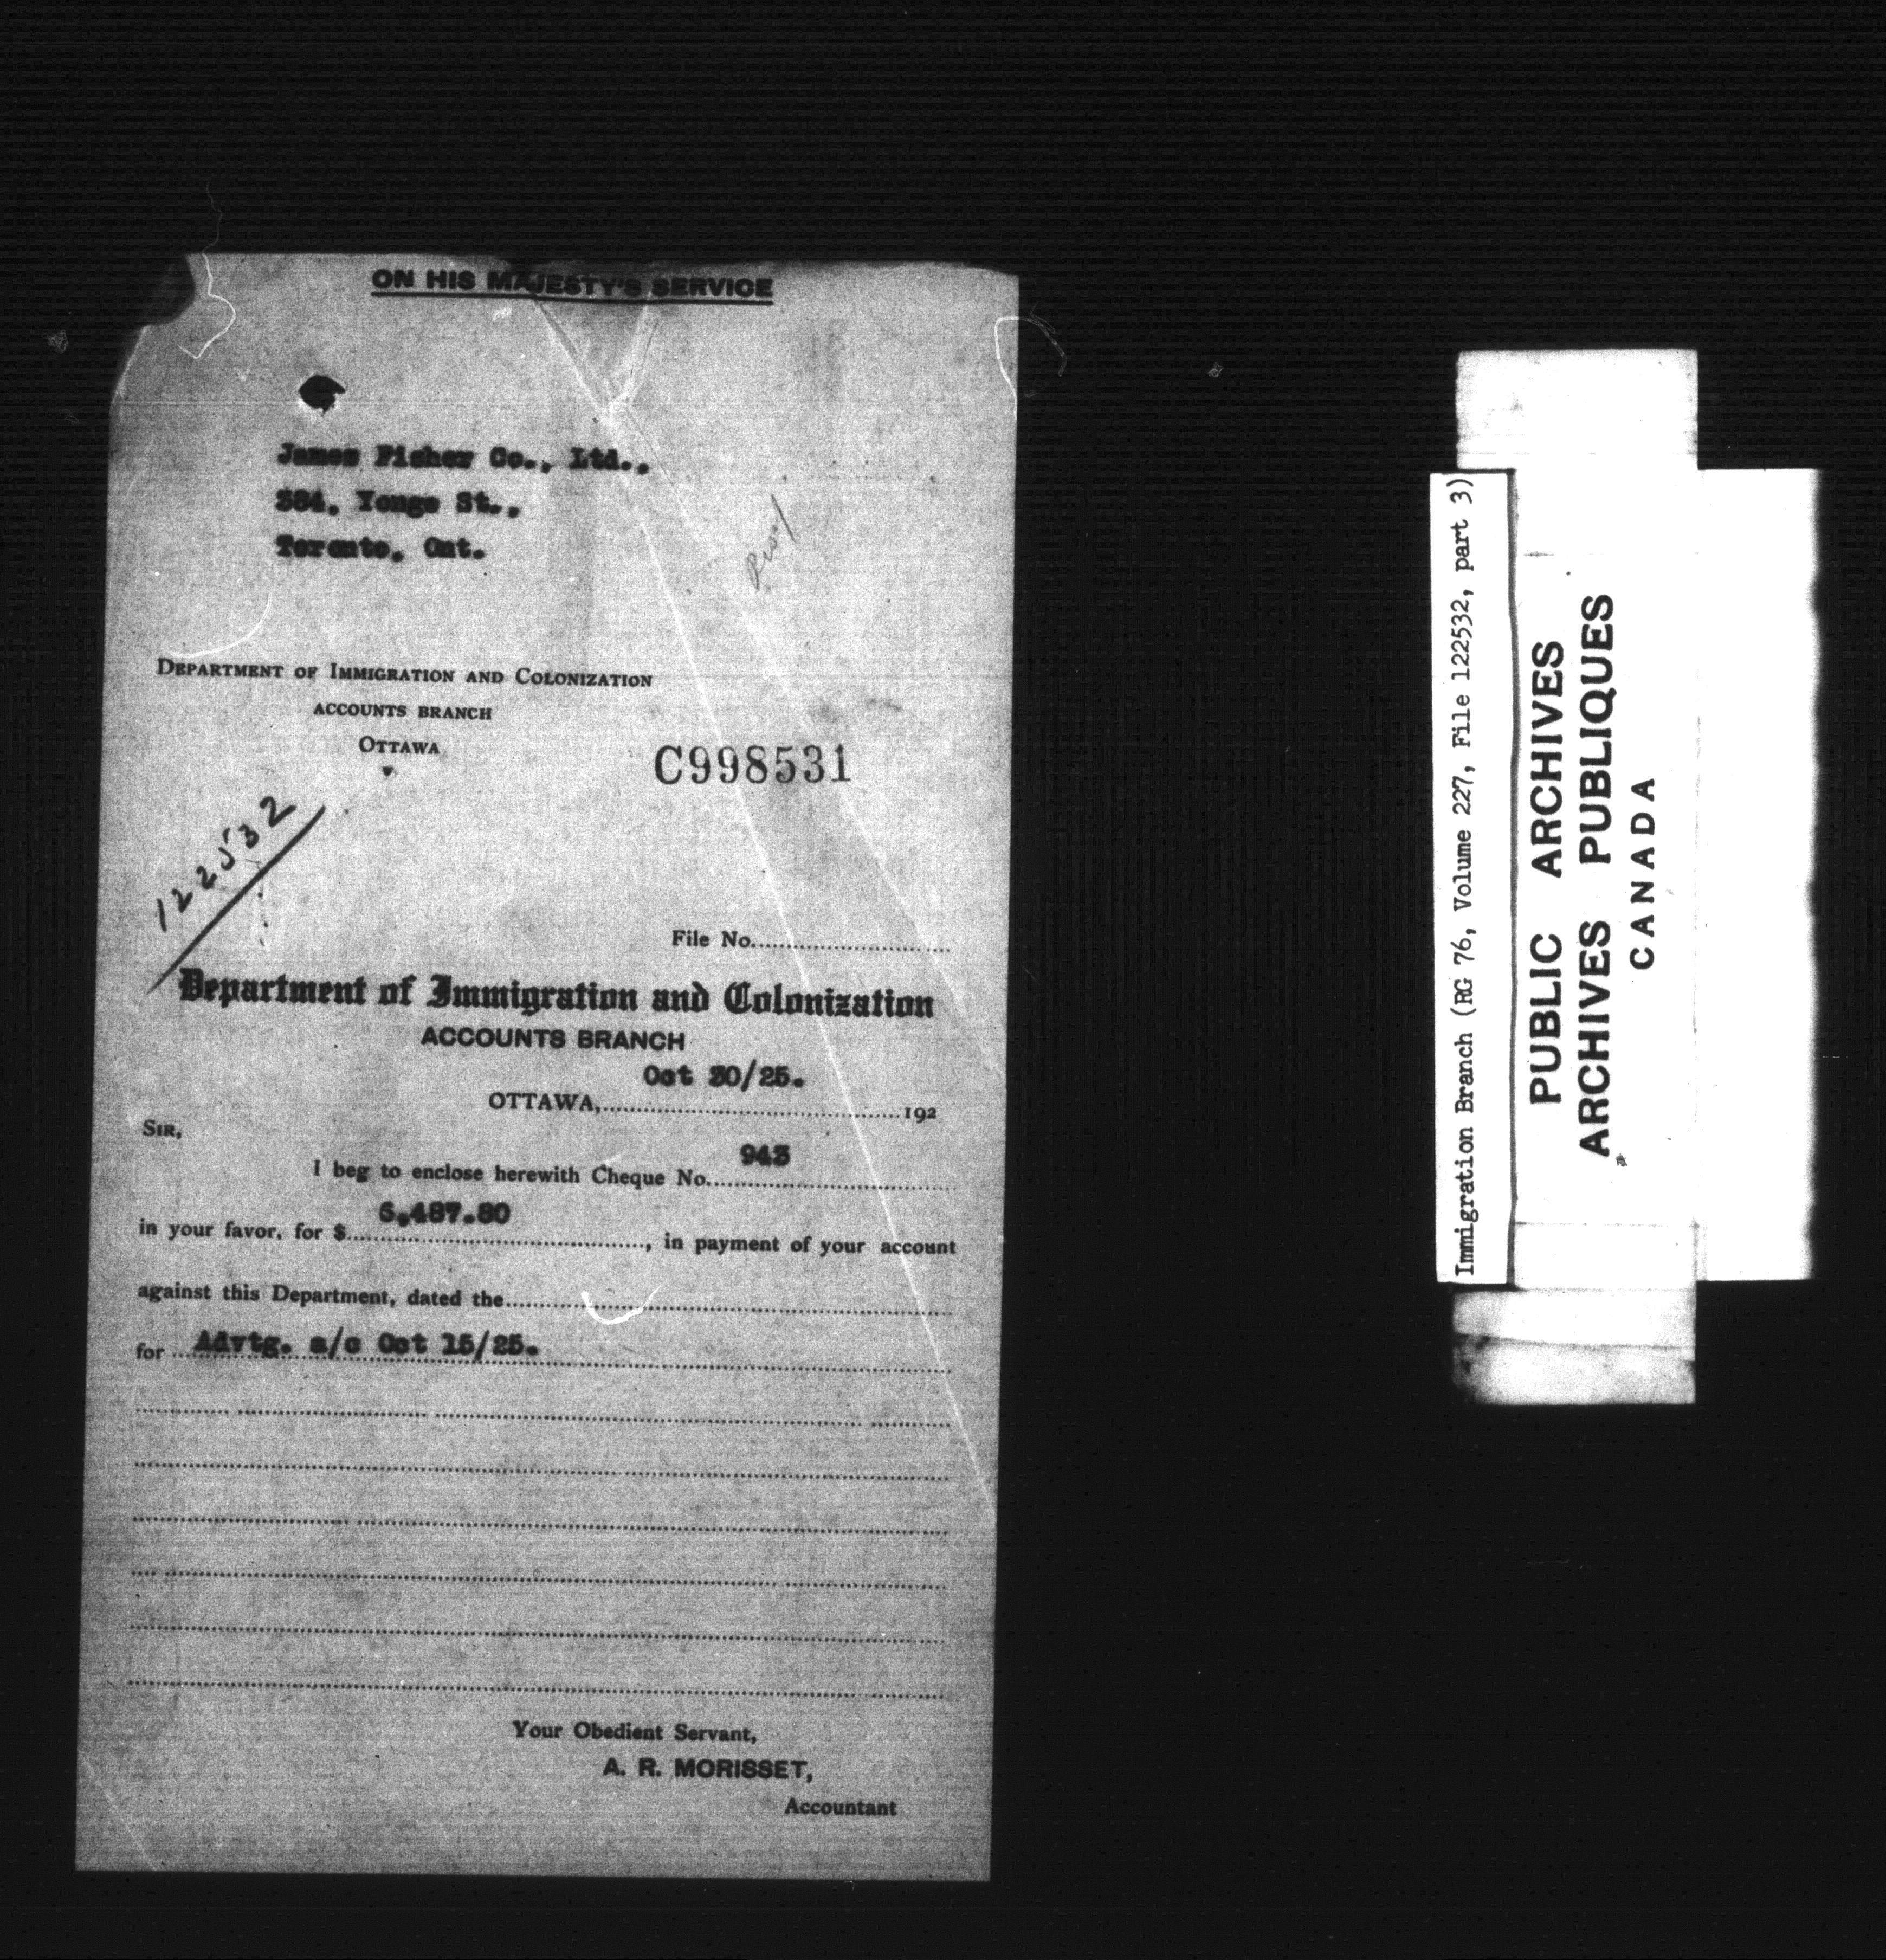 ON HIS MAJESTY'S SERVICE
James Fisher Co., Ltd.,
384, Yonge St.,
Toronto, Ont.
DEPARTMENT OF IMMIGRATION AND COLONIZATION
ACCOUNTS BRANCH
OTTAWA
C998531
122532
File No.
Department of Immigration and Colonization
ACCOUNTS BRANCH
Oct 30/25.
OTTAWA, 192
SIR,
943
I beg to enclose herewith Cheque No.
,487.80
in your favor, for $ , in payment of your account
against this Department, dated the
for Advtg. a/c Oct 15/25.
Your Obedient Servant,
A. R. MORISSET,
Accountant
Immigration Branch (RG 76, Volume 227, File 122532, part 3)
PUBLIC ARCHIVES
ARCHIVES PUBLIQUES
CANADA